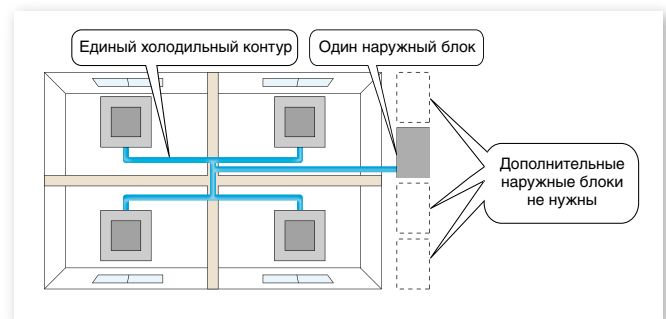 Единый холодильный контур
Один наружный блок
Дополнительные
наружные блоки
не нужны